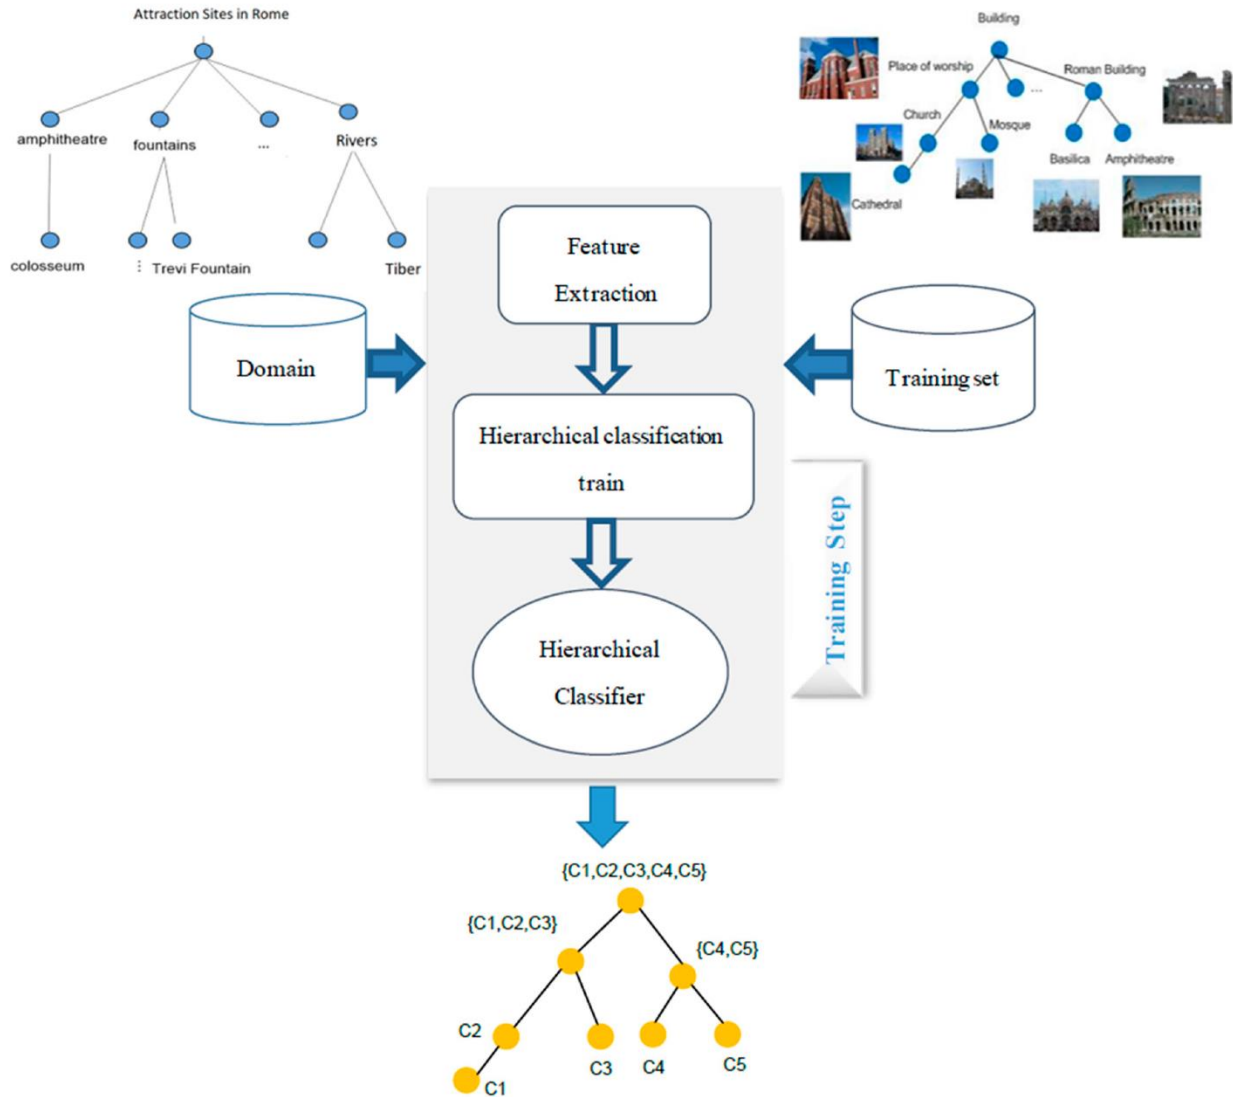 Attraction Sites in Rome
amphitheatre
fountains
...
Rivers
colosseum
⋮ Trevi Fountain
Tiber
Building
Place of worship
...
Roman Building
Church
Mosque
Cathedral
Basilica
Amphitheatre
Domain
Feature
Extraction
Training set
Hierarchical classification
train
Hierarchical
Classifier
Training Step
{C1,C2,C3,C4,C5}
{C1,C2,C3}
{C4,C5}
C2
C3
C4
C5
C1